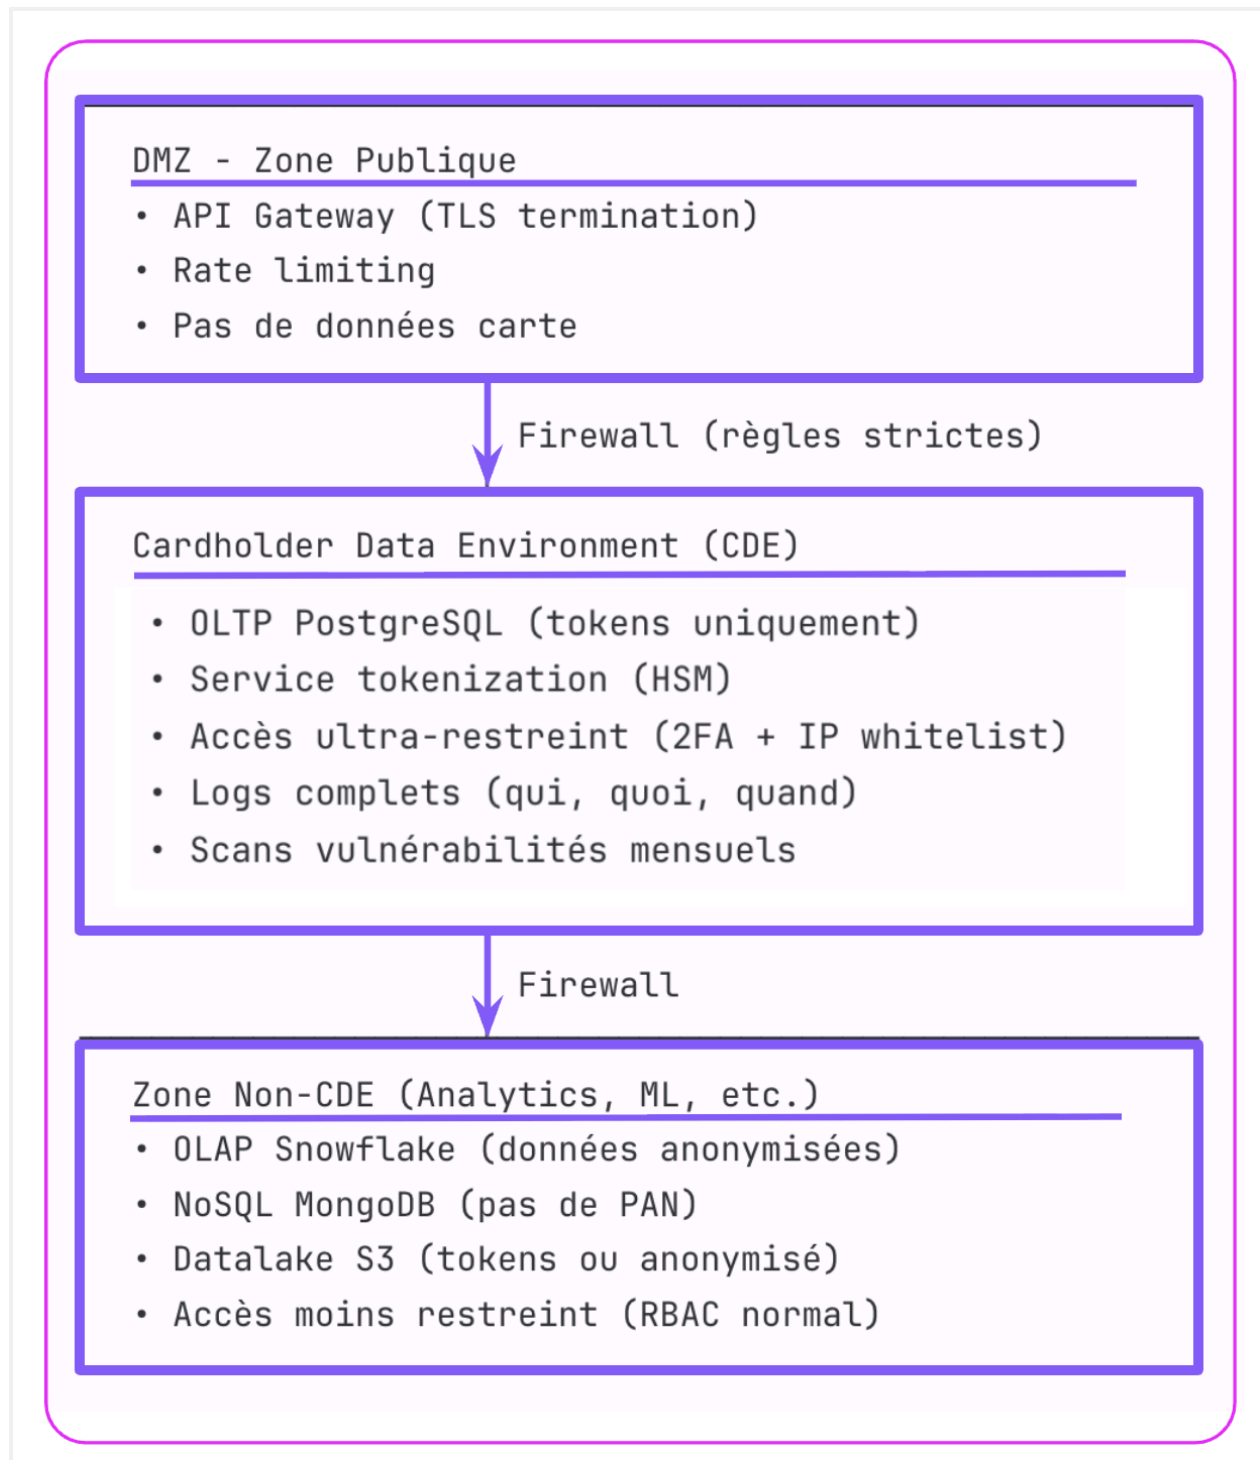 DMZ - Zone Publique
• API Gateway (TLS termination)
• Rate limiting
• Pas de données carte
Firewall (règles strictes)
Cardholder Data Environment (CDE)
• OLTP PostgreSQL (tokens uniquement)
• Service tokenization (HSM)
• Accès ultra-restreint (2FA + IP whitelist)
• Logs complets (qui, quoi, quand)
• Scans vulnérabilités mensuels
Firewall
Zone Non-CDE (Analytics, ML, etc.)
• OLAP Snowflake (données anonymisées)
• NoSQL MongoDB (pas de PAN)
• Datalake S3 (tokens ou anonymisé)
• Accès moins restreint (RBAC normal)